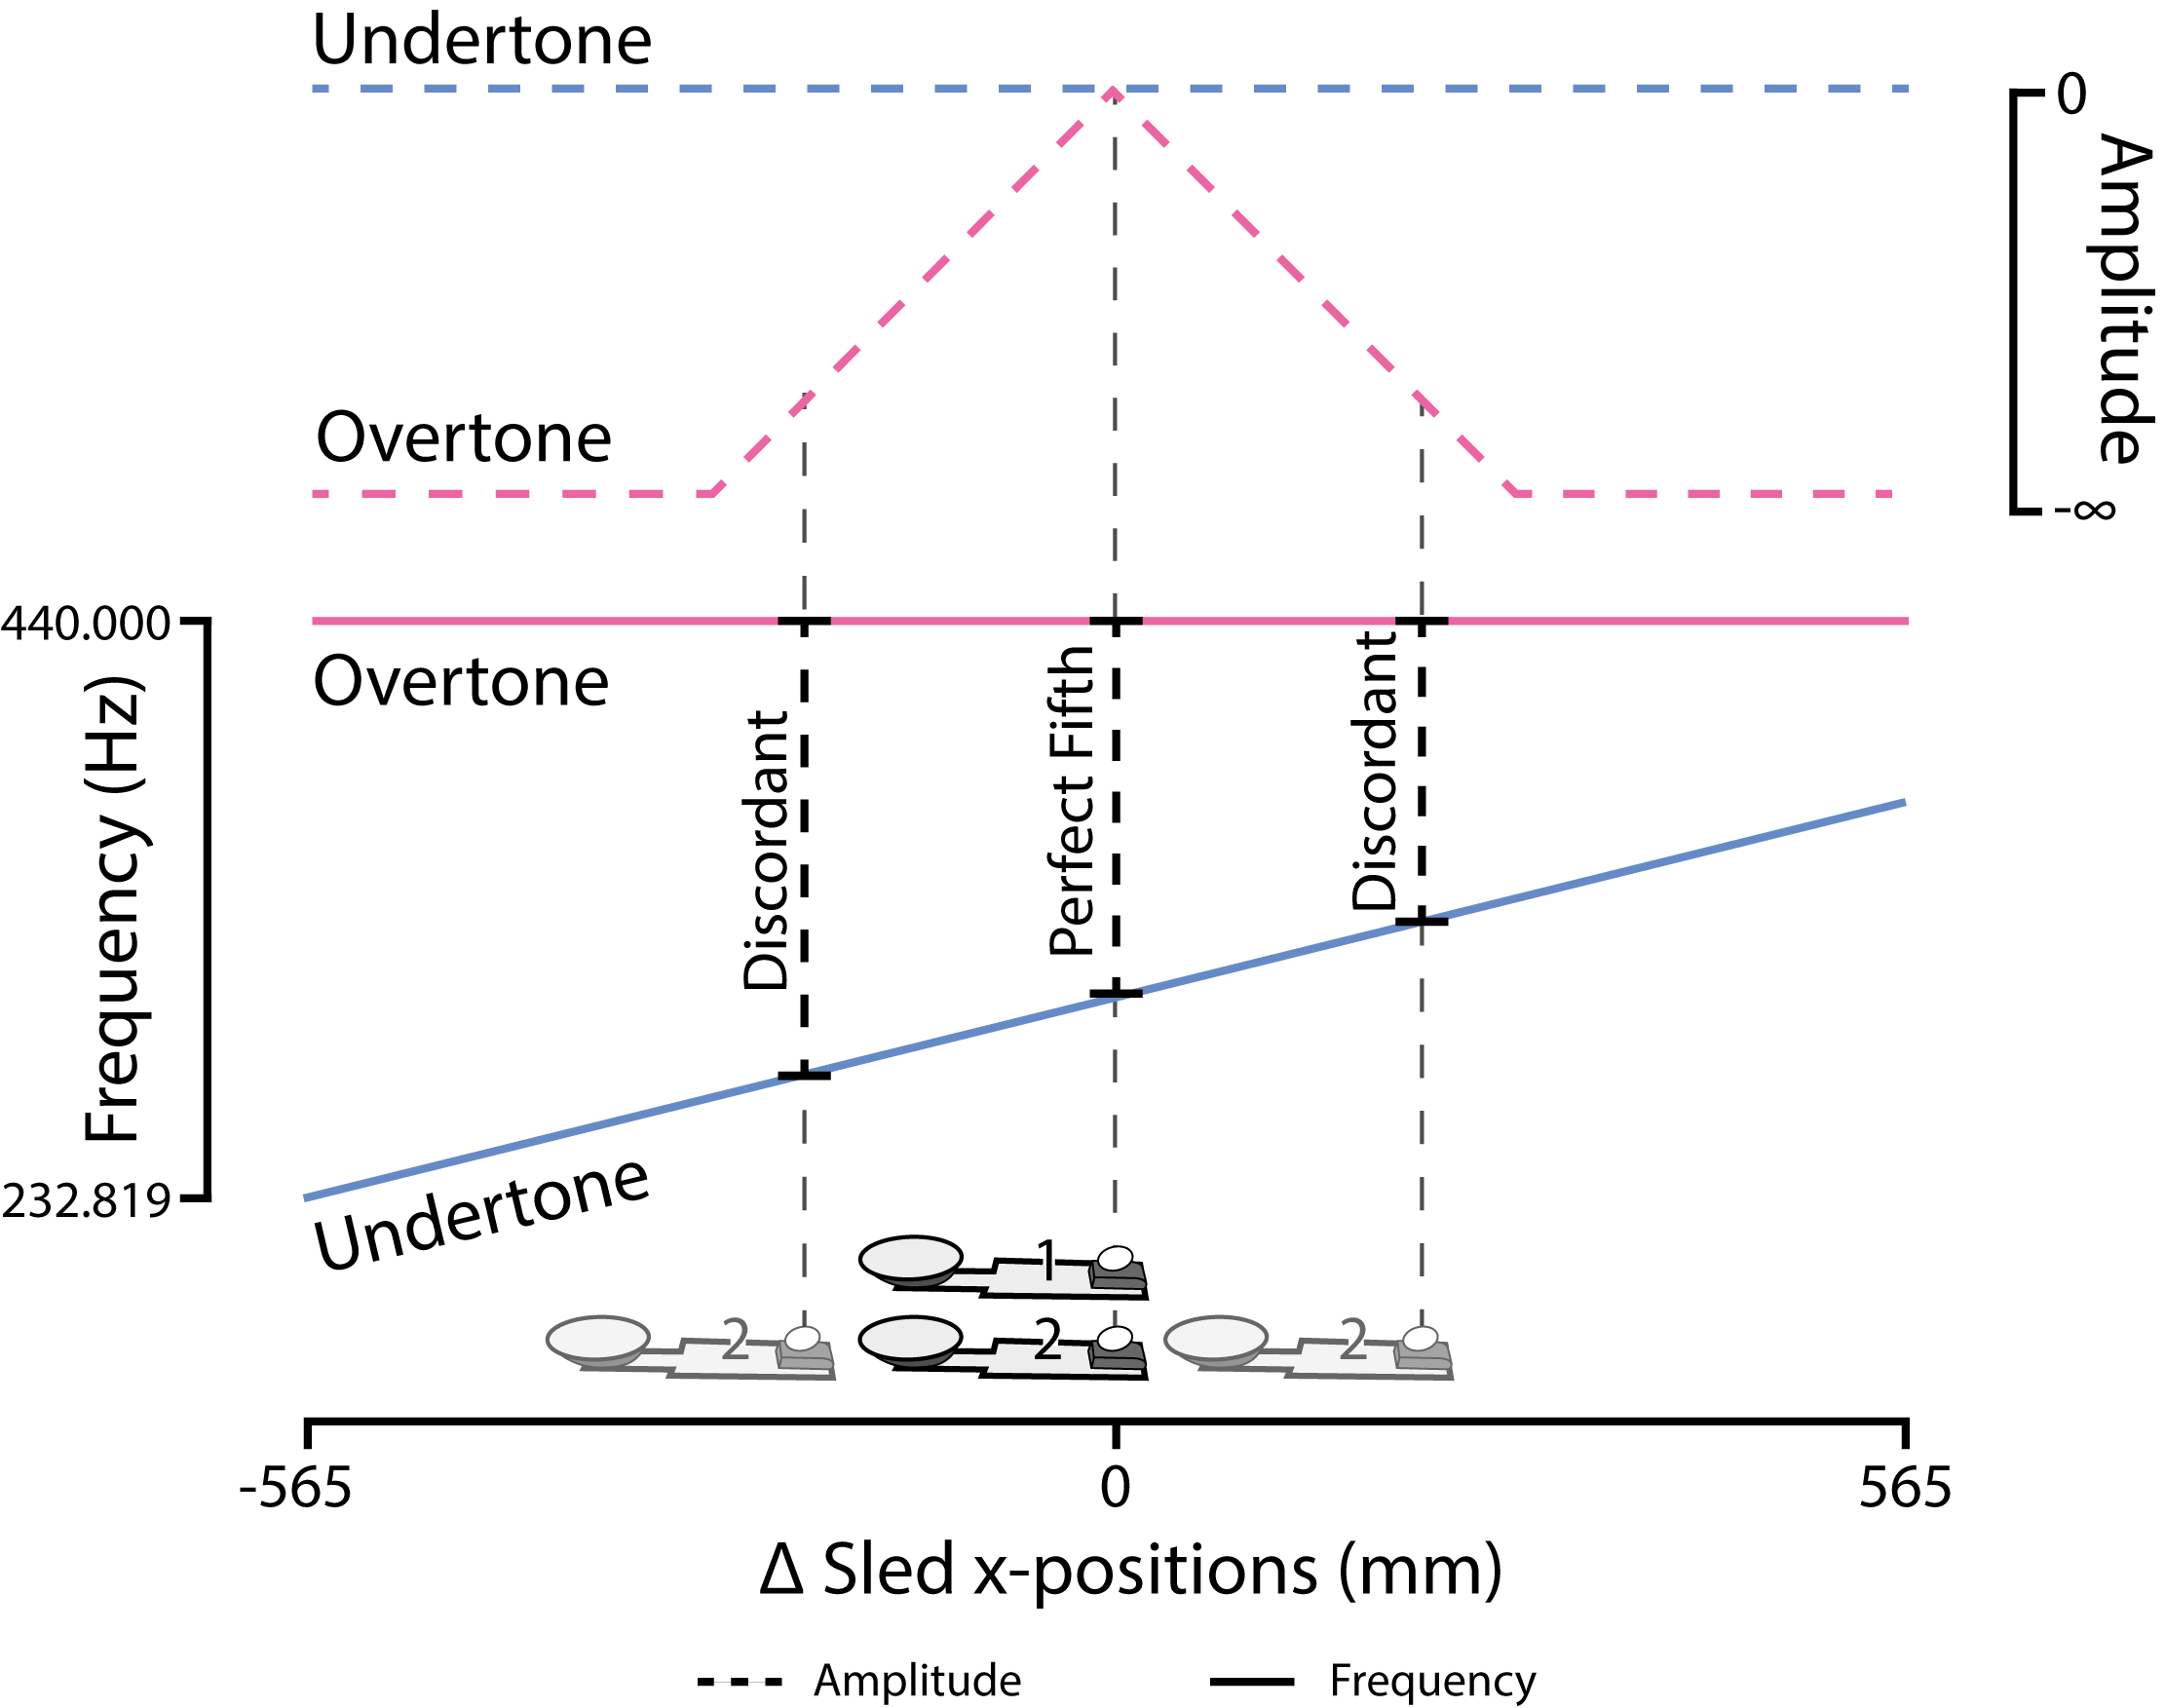 Undertone
0
Amplitude
Overtone
-∞
440.000
Overtone
Frequency (Hz)
Discordant
Perfect Fifth
Discordant
232.819
Undertone
1
2
2
2
-565
0
565
Δ Sled x-positions (mm)
Amplitude
Frequency